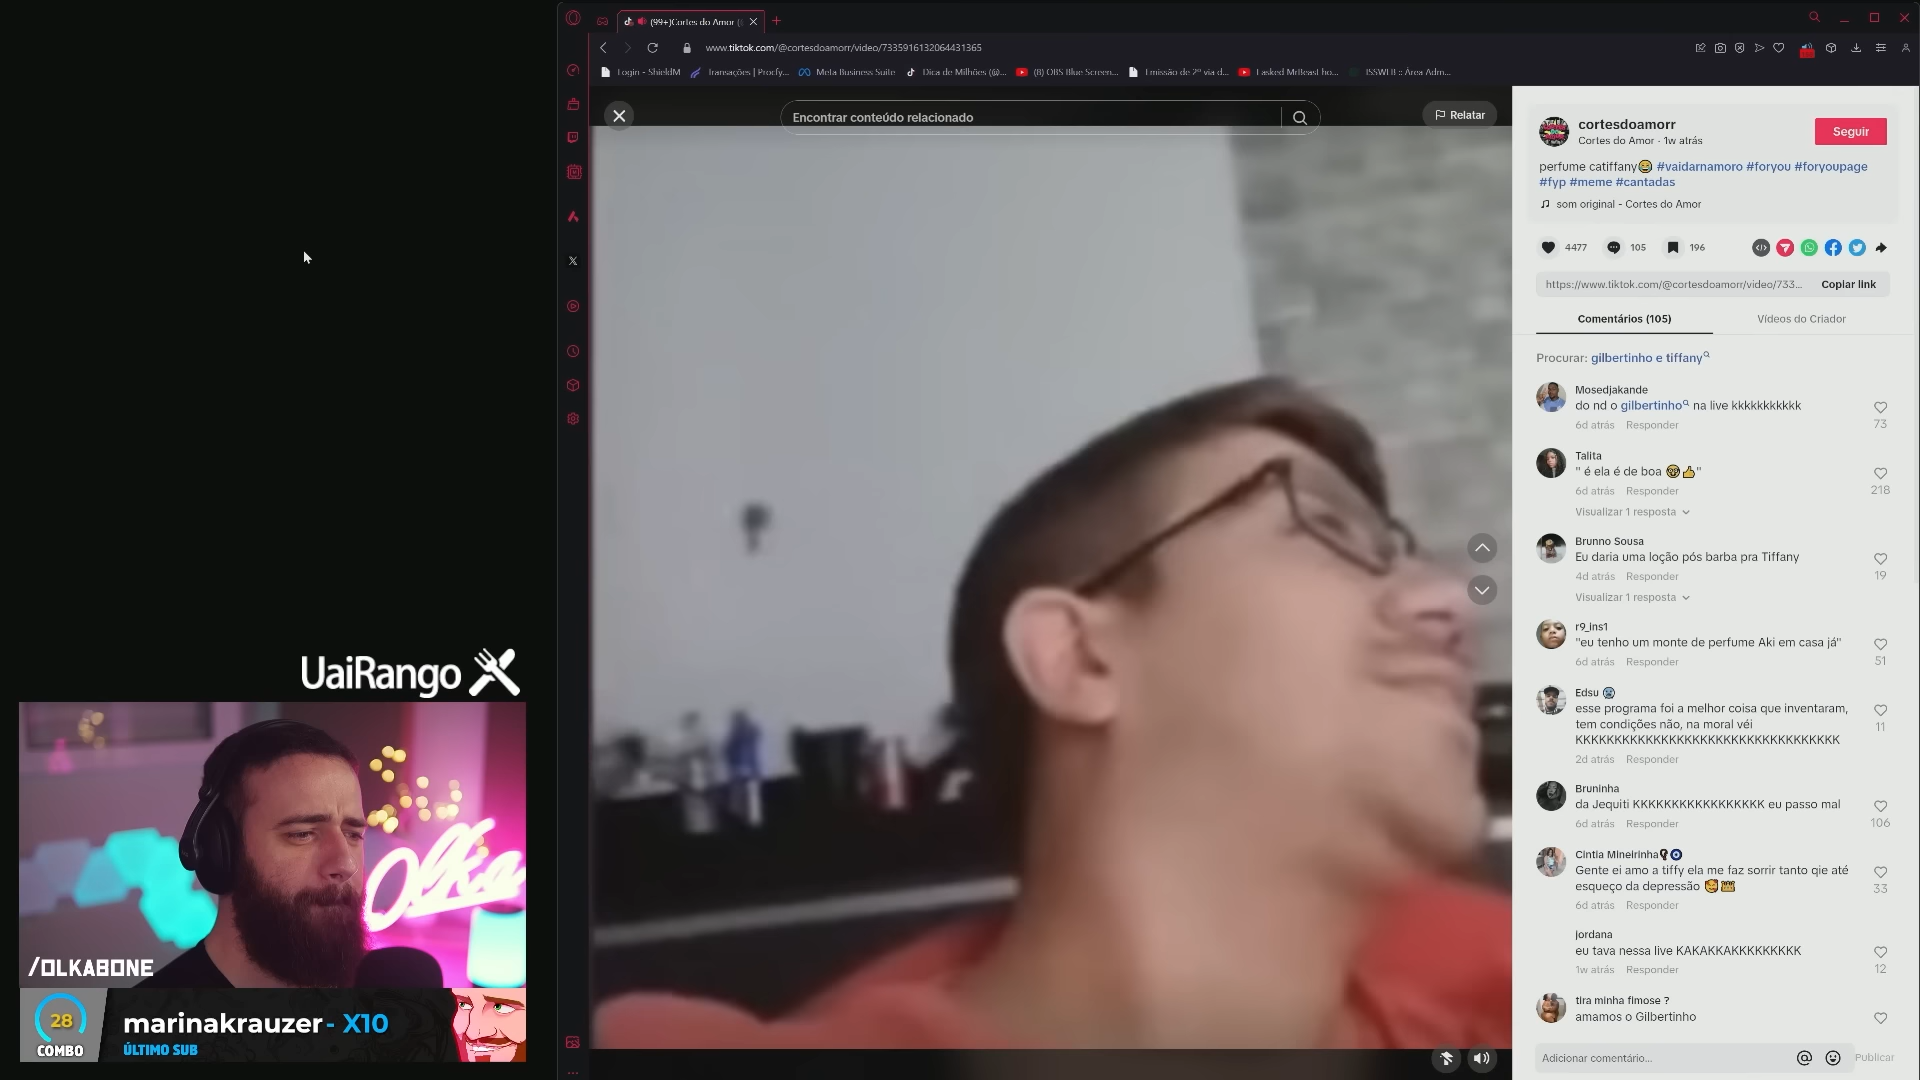 (99+)Cortes do Amor (
www.tiktok.com/@cortesdoamorr/video/7335916132064431365
Login - ShieldM
Transações | Procfy...
Meta Business Suite
Dica de Milhões (@...
(8) OBS Blue Screen...
Emissão de 2ª via d...
I asked MrBeast ho...
ISSWEB :: Área Adm...
Encontrar conteúdo relacionado
Relatar
cortesdoamorr
Cortes do Amor · 1w atrás
Seguir
perfume catiffany😂 #vaidarnamoro #foryou #foryoupage
#fyp #meme #cantadas
som original - Cortes do Amor
4477
105
196
https://www.tiktok.com/@cortesdoamorr/video/733...
Copiar link
Comentários (105)
Vídeos do Criador
Procurar: gilbertinho e tiffany
Mosedjakande
do nd o gilbertinho na live kkkkkkkkkkk
6d atrás Responder
73
Talita
" é ela é de boa 🤓👍"
6d atrás Responder
218
Visualizar 1 resposta
Brunno Sousa
Eu daria uma loção pós barba pra Tiffany
4d atrás Responder
19
Visualizar 1 resposta
r9_ins1
"eu tenho um monte de perfume Aki em casa já"
6d atrás Responder
51
Edsu
esse programa foi a melhor coisa que inventaram,
tem condições não, na moral véi
KKKKKKKKKKKKKKKKKKKKKKKKKKKKKKKKKK
2d atrás Responder
11
Bruninha
da Jequiti KKKKKKKKKKKKKKKKK eu passo mal
6d atrás Responder
106
Cintia Mineirinha
Gente ei amo a tiffy ela me faz sorrir tanto qie até
esqueço da depressão
6d atrás Responder
33
jordana
eu tava nessa live KAKAKKAKKKKKKKKK
1w atrás Responder
12
tira minha fimose ?
amamos o Gilbertinho
Adicionar comentário...
Publicar
UaiRango
Olka
/OLKABONE
28
COMBO
marinakrauzer - X10
ÚLTIMO SUB